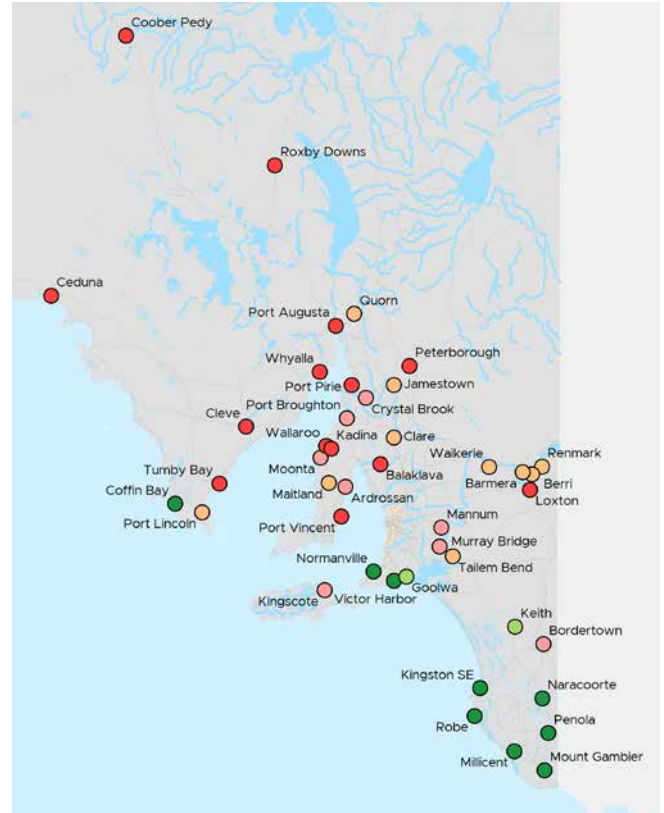 Coober Pedy
Roxby Downs
Ceduna
Quorn
Port Augusta
Peterborough
Whyalla
Port Pirie
Jamestown
Crystal Brook
Port Broughton
Cleve
Wallaroo
Kadina
Clare
Waikerie
Renmark
Moonta
Balaklava
Barmera
Berri
Tumby Bay
Loxton
Maitland
Ardrossan
Coffin Bay
Port Lincoln
Port Vincent
Mannum
Murray Bridge
Normanville
Tailem Bend
Goolwa
Kingscote
Victor Harbor
Keith
Bordertown
Kingston SE
Naracoorte
Robe
Penola
Millicent
Mount Gambier